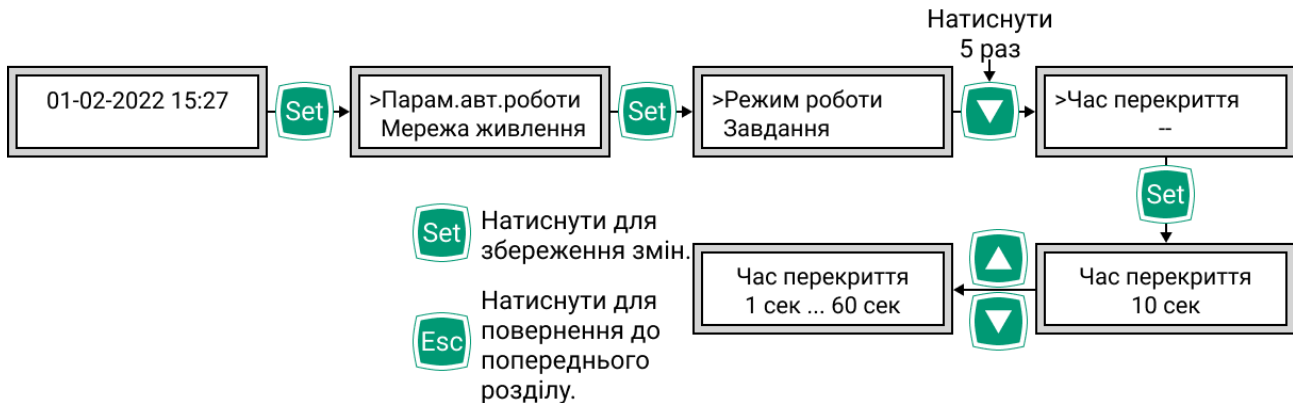 Натиснути
5 раз
01-02-2022 15:27
Set
>Парам.авт.роботи
Мережа живлення
Set
>Режим роботи
Завдання
>Час перекриття
--
Set
Set
Натиснути для
збереження змін.
Час перекриття
1 сек ... 60 сек
Час перекриття
10 сек
Esc
Натиснути для
повернення до
попереднього
розділу.